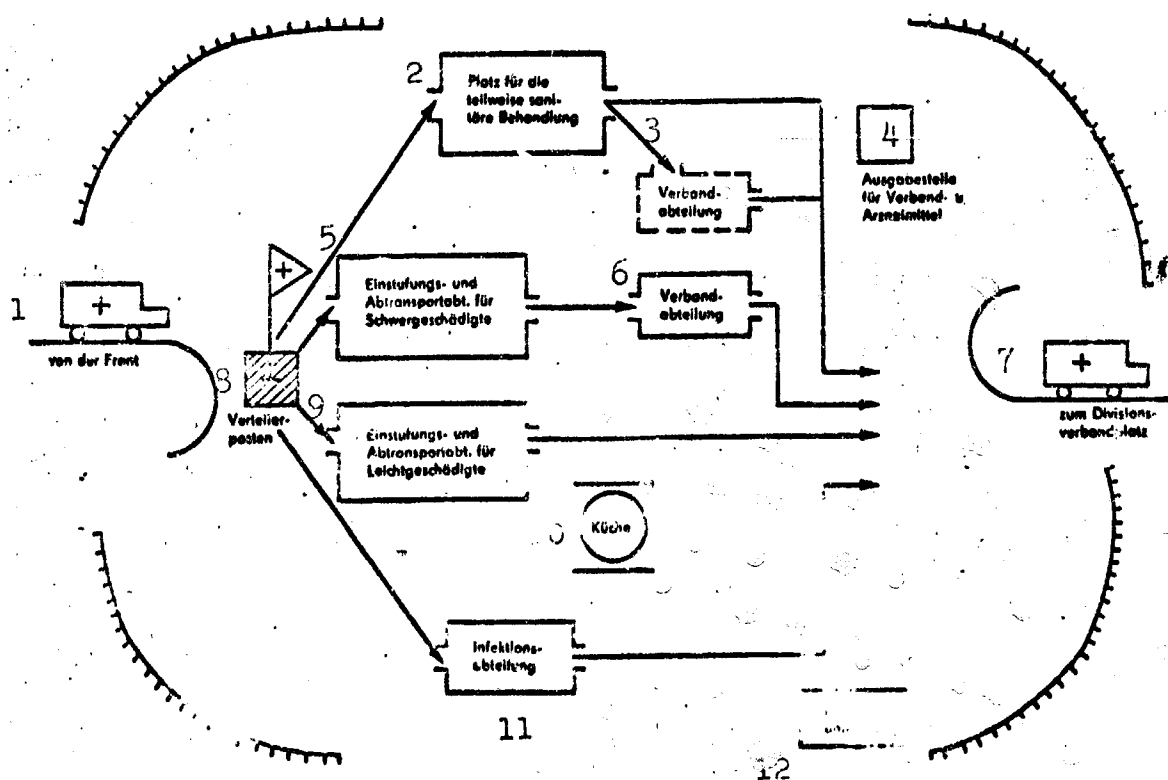 2
Platz für die
teilweise sani-
täre Behandlung
3
4
Verband-
abteilung
Ausgabestelle
für Verband- u.
Arzneimittel
5
1
von der Front
Einstufungs- und
Abtransportabt. für
Schwergeschädigte
6
Verband-
abteilung
7
zum Divisions-
verbandplatz
8
Verteiler-
posten
9
Einstufungs- und
Abtransportabt. für
Leichtgeschädigte
Küche
Infektions-
abteilung
11
12